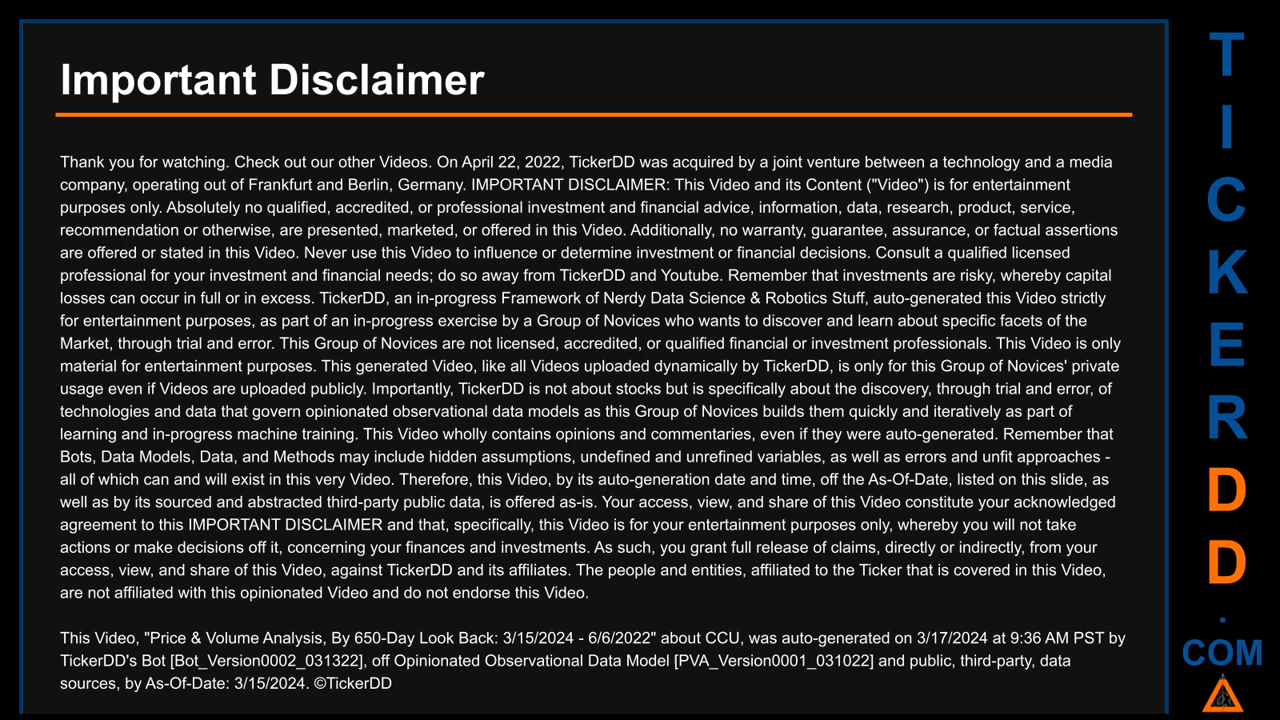 Important Disclaimer
Thank you for watching. Check out our other Videos. On April 22, 2022, TickerDD was acquired by a joint venture between a technology and a media
company, operating out of Frankfurt and Berlin, Germany. IMPORTANT DISCLAIMER: This Video and its Content ("Video") is for entertainment
purposes only. Absolutely no qualified, accredited, or professional investment and financial advice, information, data, research, product, service,
recommendation or otherwise, are presented, marketed, or offered in this Video. Additionally, no warranty, guarantee, assurance, or factual assertions
are offered or stated in this Video. Never use this Video to influence or determine investment or financial decisions. Consult a qualified licensed
professional for your investment and financial needs; do so away from TickerDD and Youtube. Remember that investments are risky, whereby capital
losses can occur in full or in excess. TickerDD, an in-progress Framework of Nerdy Data Science & Robotics Stuff, auto-generated this Video strictly
for entertainment purposes, as part of an in-progress exercise by a Group of Novices who wants to discover and learn about specific facets of the
Market, through trial and error. This Group of Novices are not licensed, accredited, or qualified financial or investment professionals. This Video is only
material for entertainment purposes. This generated Video, like all Videos uploaded dynamically by TickerDD, is only for this Group of Novices' private
usage even if Videos are uploaded publicly. Importantly, TickerDD is not about stocks but is specifically about the discovery, through trial and error, of
technologies and data that govern opinionated observational data models as this Group of Novices builds them quickly and iteratively as part of
learning and in-progress machine training. This Video wholly contains opinions and commentaries, even if they were auto-generated. Remember that
Bots, Data Models, Data, and Methods may include hidden assumptions, undefined and unrefined variables, as well as errors and unfit approaches -
all of which can and will exist in this very Video. Therefore, this Video, by its auto-generation date and time, off the As-Of-Date, listed on this slide, as
well as by its sourced and abstracted third-party public data, is offered as-is. Your access, view, and share of this Video constitute your acknowledged
agreement to this IMPORTANT DISCLAIMER and that, specifically, this Video is for your entertainment purposes only, whereby you will not take
actions or make decisions off it, concerning your finances and investments. As such, you grant full release of claims, directly or indirectly, from your
access, view, and share of this Video, against TickerDD and its affiliates. The people and entities, affiliated to the Ticker that is covered in this Video,
are not affiliated with this opinionated Video and do not endorse this Video.
This Video, "Price & Volume Analysis, By 650-Day Look Back: 3/15/2024 - 6/6/2022" about CCU, was auto-generated on 3/17/2024 at 9:36 AM PST by
TickerDD's Bot [Bot_Version0002_031322], off Opinionated Observational Data Model [PVA_Version0001_031022] and public, third-party, data
sources, by As-Of-Date: 3/15/2024. ©TickerDD
TICKERDD.COM